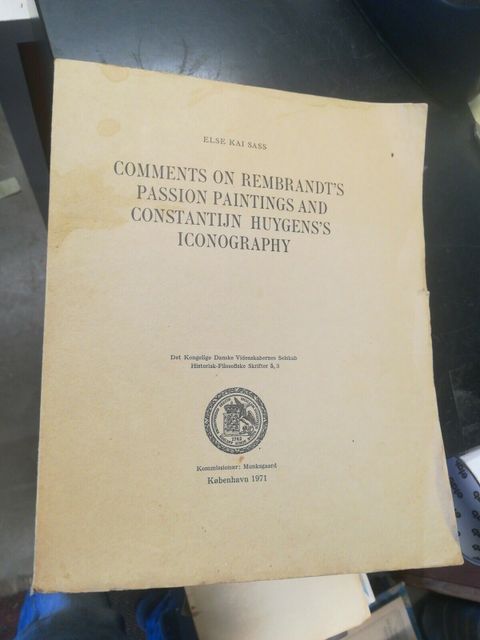 ELSE KAI SASS
COMMENTS ON REMBRANDT'S
PASSION PAINTINGS AND
CONSTANTIJN HUYGENS'S
ICONOGRAPHY
Det Kongelige Danske Videnskabernes Selskab
Historisk-Filosofiske Skrifter 5, 3
1742
Kommissionær: Munksgaard
København 1971